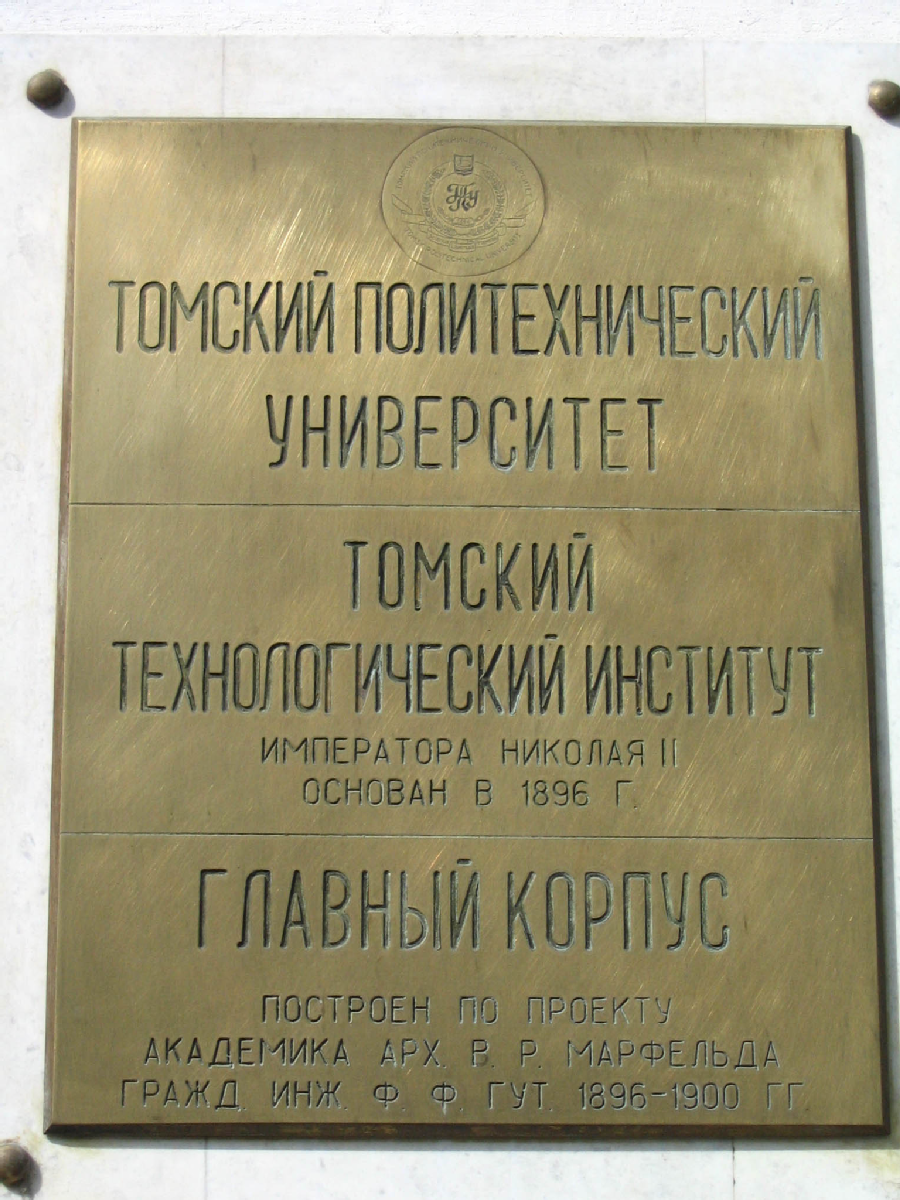 ТПУ
ТОМСКИЙ ПОЛИТЕХНИЧЕСКИЙ
УНИВЕРСИТЕТ
ТОМСКИЙ
ТЕХНОЛОГИЧЕСКИЙ ИНСТИТУТ
ИМПЕРАТОРА НИКОЛАЯ II
ОСНОВАН В 1896 Г.
ГЛАВНЫЙ КОРПУС
ПОСТРОЕН ПО ПРОЕКТУ
АКАДЕМИКА АРХ. В. Р. МАРФЕЛЬДА
ГРАЖД. ИНЖ. Ф. Ф. ГУТ. 1896-1900 ГГ